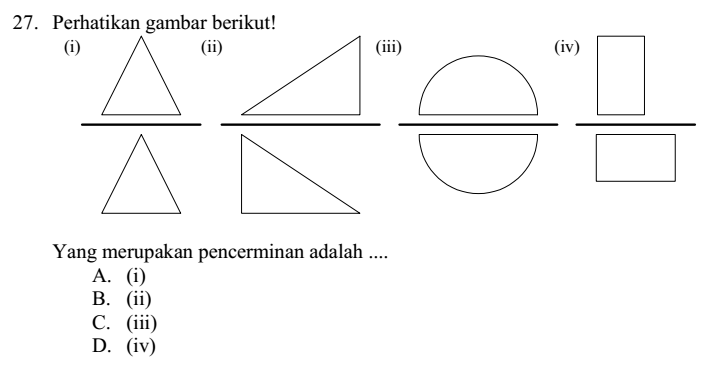 27. Perhatikan gambar berikut!
(i) (ii) (iii) (iv)
Yang merupakan pencerminan adalah ....
A. (i)
B. (ii)
C. (iii)
D. (iv)